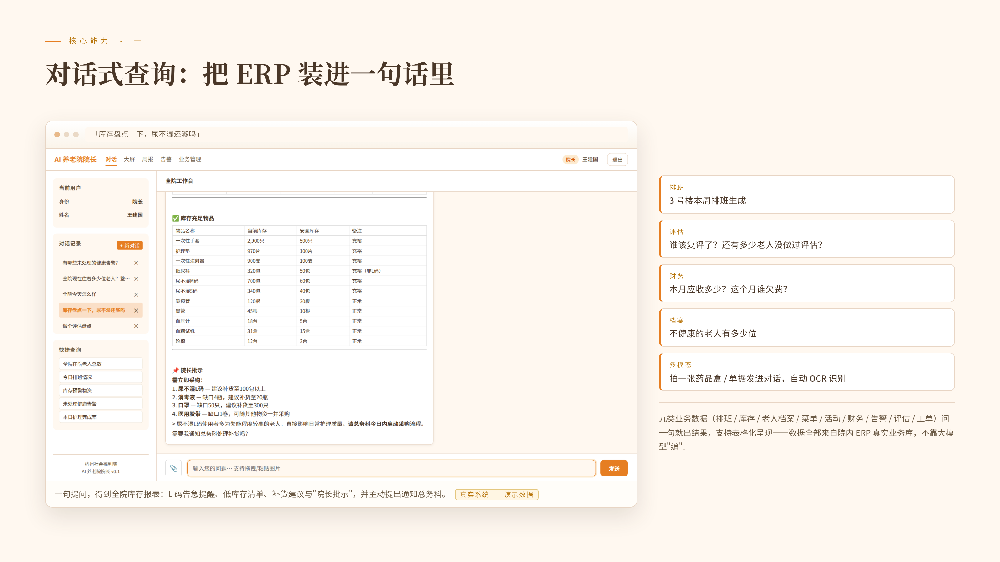 核心能力 · 一
对话式查询：把 ERP 装进一句话里
「库存盘点一下，尿不湿还够吗」
AI 养老院院长 对话 大屏 周报 告警 业务管理 院长 王建国 退出
当前用户
身份 院长
姓名 王建国
对话记录 + 新对话
有哪些未处理的健康告警？ ×
全院现在住着多少位老人？整… ×
全院今天怎么样 ×
库存盘点一下，尿不湿还够吗 ×
做个评估盘点 ×
快捷查询
全院在院老人总数
今日排班情况
库存预警物资
未处理健康告警
本日护理完成率
杭州社会福利院
AI 养老院院长 v0.1
全院工作台
✅ 库存充足物品
物品名称 当前库存 安全库存 备注
一次性手套 2,900只 500只 充裕
护理垫 970片 100片 充裕
一次性注射器 900支 100支 充裕
纸尿裤 320包 50包 充裕（非L码）
尿不湿M码 700包 60包 充裕
尿不湿S码 340包 40包 充裕
吸痰管 120根 20根 正常
胃管 45根 10根 正常
血压计 18台 5台 正常
血糖试纸 31盒 15盒 正常
轮椅 12台 3台 正常
📌 院长批示
需立即采购：
1. 尿不湿L码 — 建议补货至100包以上
2. 消毒液 — 缺口4瓶，建议补货至20瓶
3. 口罩 — 缺口50只，建议补货至300只
4. 医用胶带 — 缺口1卷，可随其他物资一并采购
> 尿不湿L码使用者多为失能程度较高的老人，直接影响日常护理质量，请总务科今日内启动采购流程。
需要我通知总务科处理补货吗？
输入您的问题… 支持拖拽/粘贴图片 发送
一句提问，得到全院库存报表：L 码告急提醒、低库存清单、补货建议与"院长批示"，并主动提出通知总务科。 真实系统 · 演示数据
排班
3 号楼本周排班生成
评估
谁该复评了？还有多少老人没做过评估？
财务
本月应收多少？这个月谁欠费？
档案
不健康的老人有多少位
多模态
拍一张药品盒 / 单据发进对话，自动 OCR 识别
九类业务数据（排班 / 库存 / 老人档案 / 菜单 / 活动 / 财务 / 告警 / 评估 / 工单）问
一句就出结果，支持表格化呈现——数据全部来自院内 ERP 真实业务库，不靠大模
型"编"。